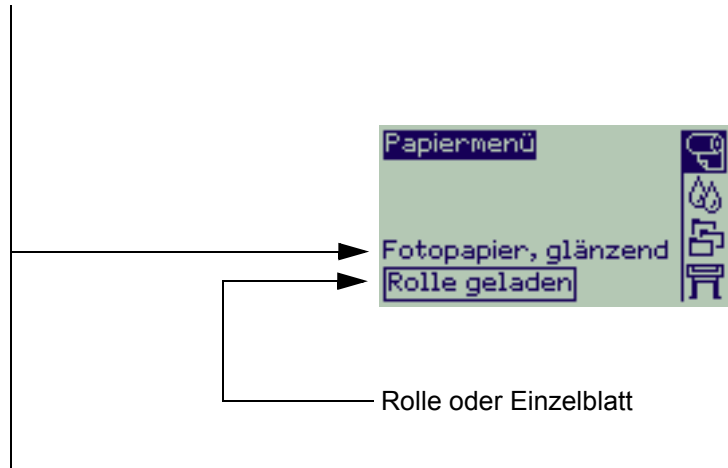 Papiermenü
Fotopapier, glänzend
Rolle geladen
Rolle oder Einzelblatt